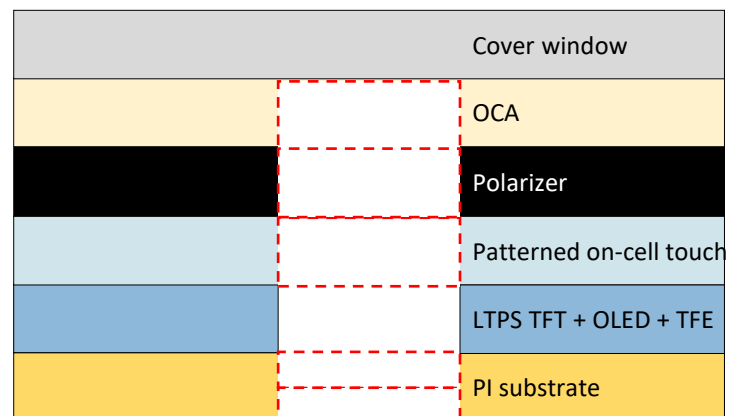 Cover window
OCA
Polarizer
Patterned on-cell touch
LTPS TFT + OLED + TFE
PI substrate